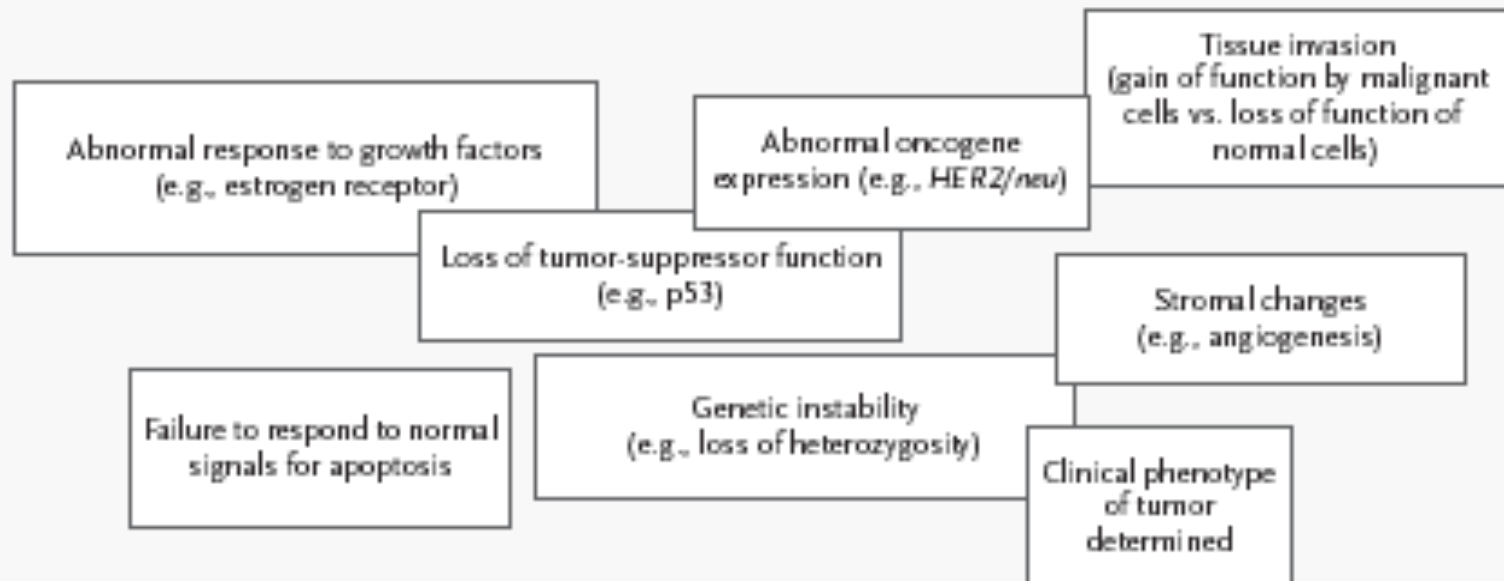 Tissue invasion
(gain of function by malignant
cells vs. loss of function of
normal cells)
Abnormal response to growth factors
(e.g., estrogen receptor)
Abnormal oncogene
expression (e.g., HER2/neu)
Loss of tumor-suppressor function
(e.g., p53)
Stromal changes
(e.g., angiogenesis)
Failure to respond to normal
signals for apoptosis
Genetic instability
(e.g., loss of heterozygosity)
Clinical phenotype
of tumor
determined